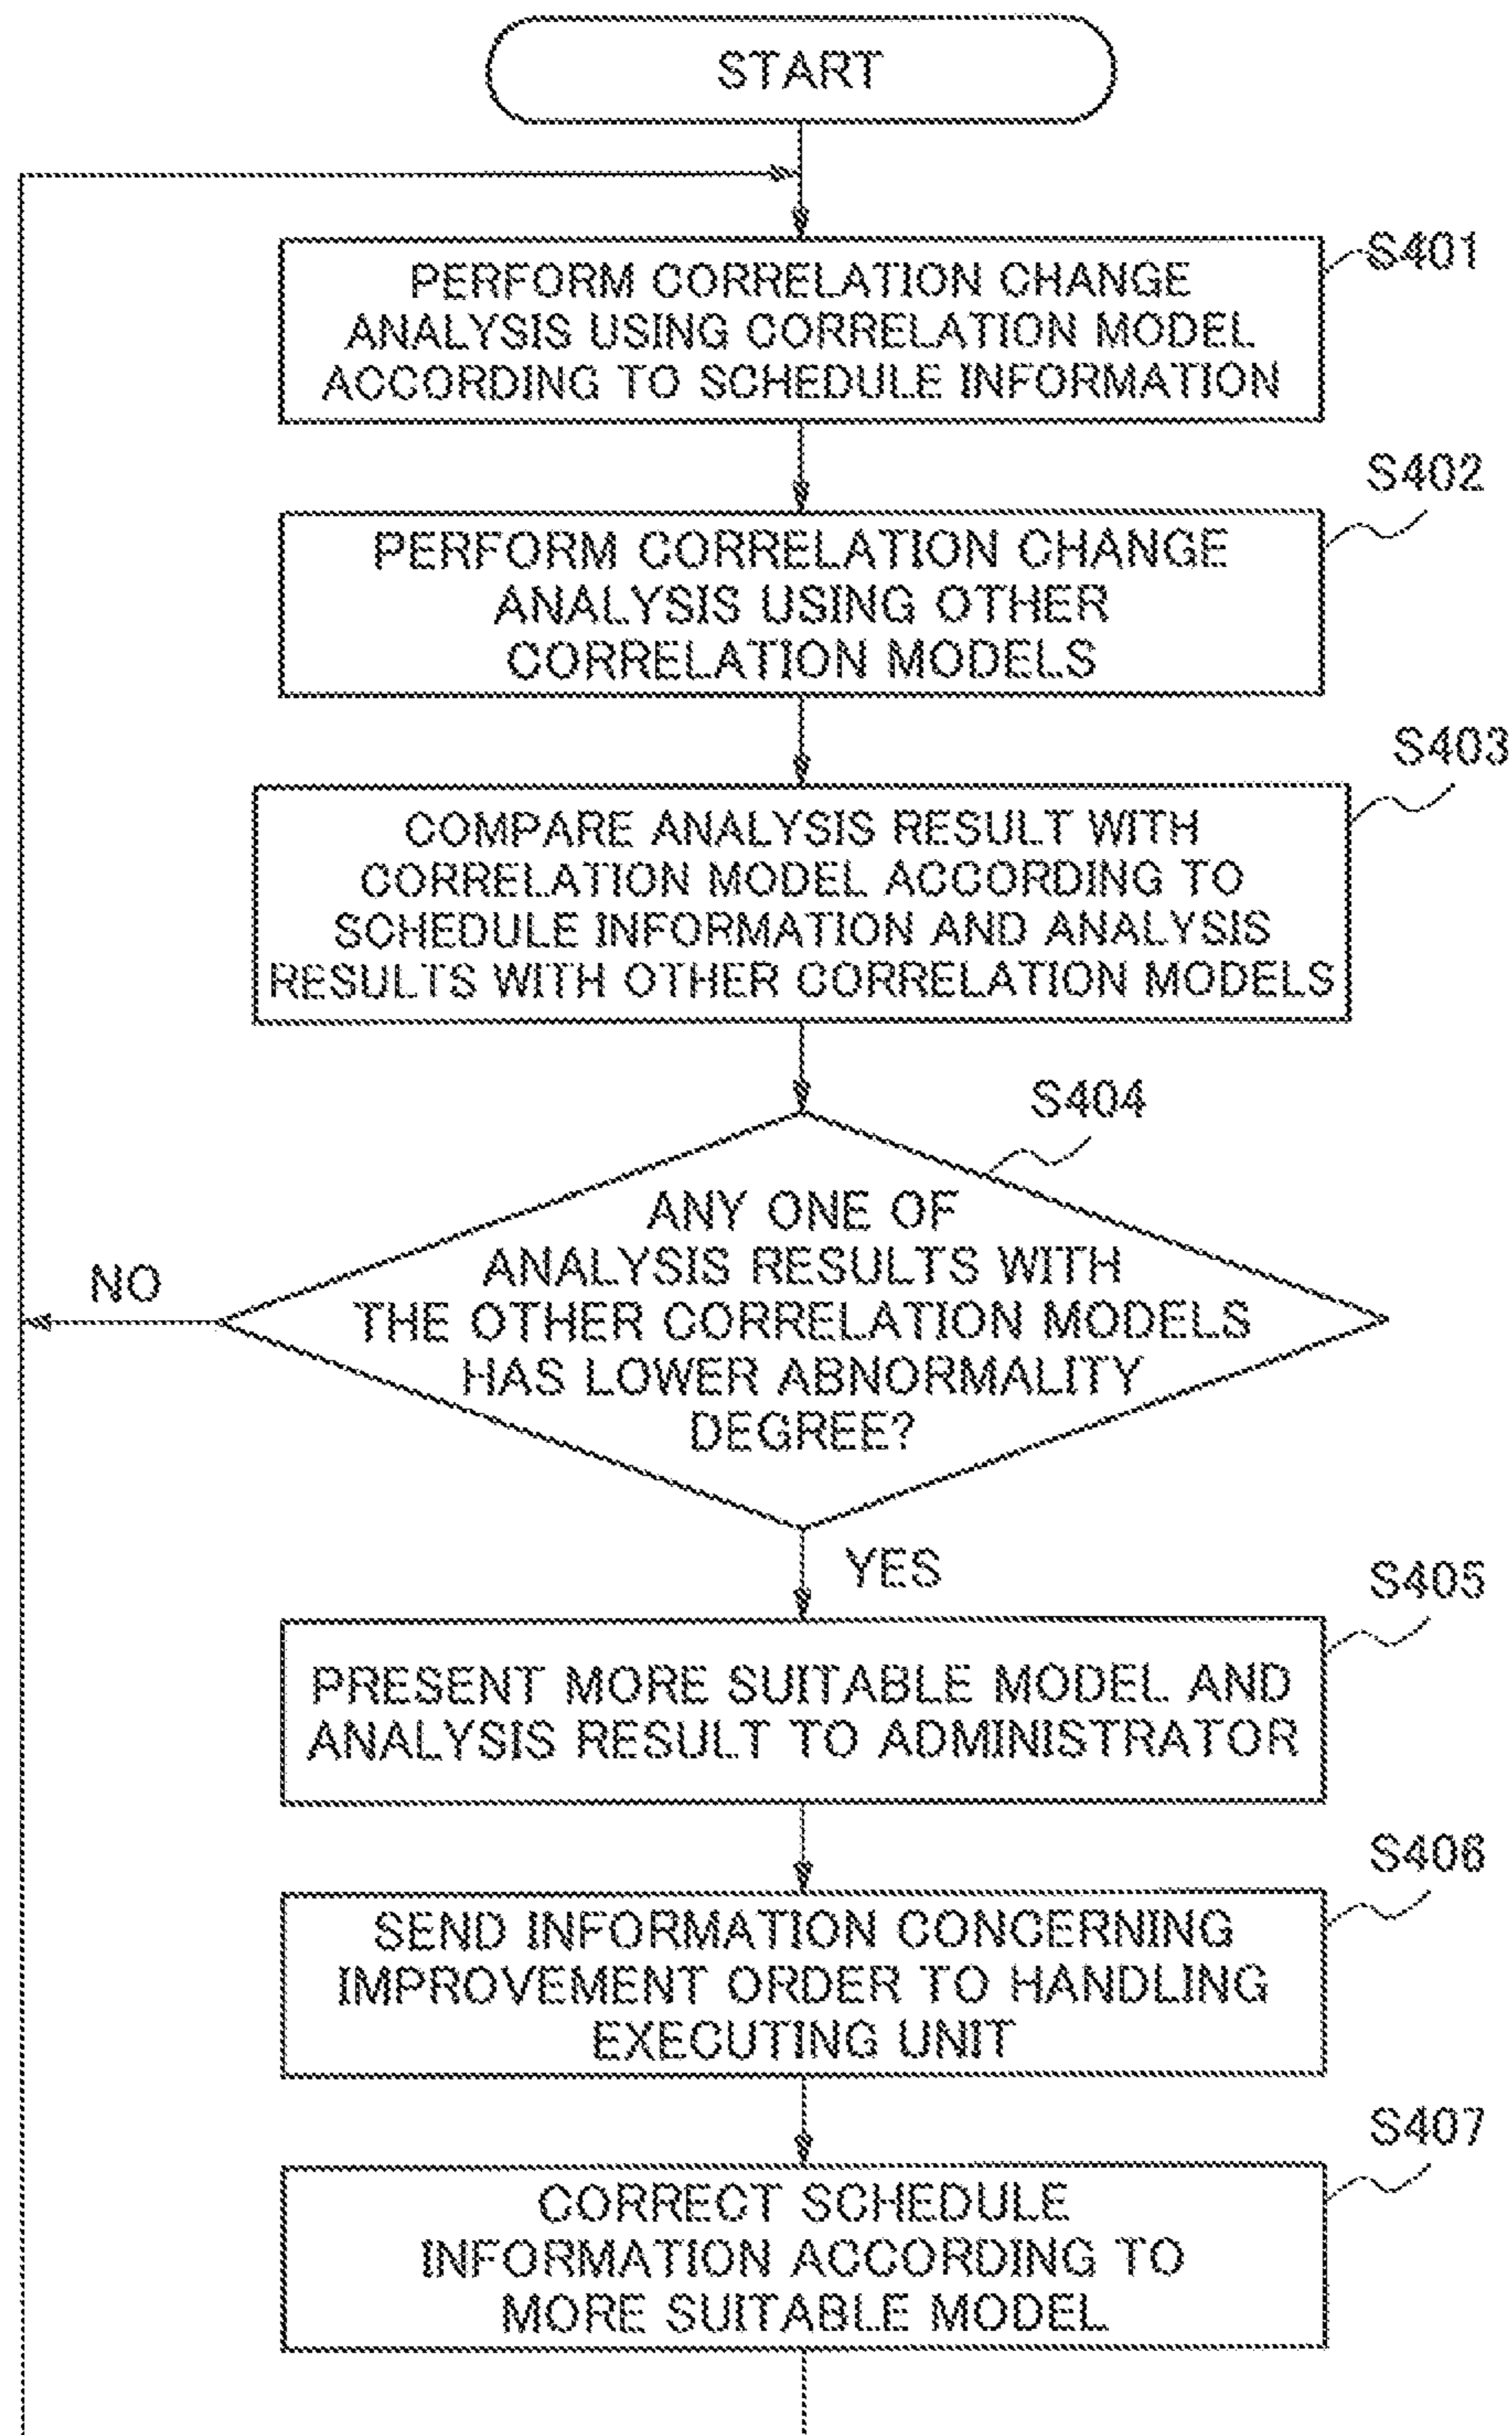 START
S401
PERFORM CORRELATION CHANGE
ANALYSIS USING CORRELATION MODEL
ACCORDING TO SCHEDULE INFORMATION
S402
PERFORM CORRELATION CHANGE
ANALYSIS USING OTHER
CORRELATION MODELS
S403
COMPARE ANALYSIS RESULT WITH
CORRELATION MODEL ACCORDING TO
SCHEDULE INFORMATION AND ANALYSIS
RESULTS WITH OTHER CORRELATION MODELS
S404
ANY ONE OF
ANALYSIS RESULTS WITH
THE OTHER CORRELATION MODELS
HAS LOWER ABNORMALITY
DEGREE?
NO
YES
S405
PRESENT MORE SUITABLE MODEL AND
ANALYSIS RESULT TO ADMINISTRATOR
S406
SEND INFORMATION CONCERNING
IMPROVEMENT ORDER TO HANDLING
EXECUTING UNIT
S407
CORRECT SCHEDULE
INFORMATION ACCORDING TO
MORE SUITABLE MODEL